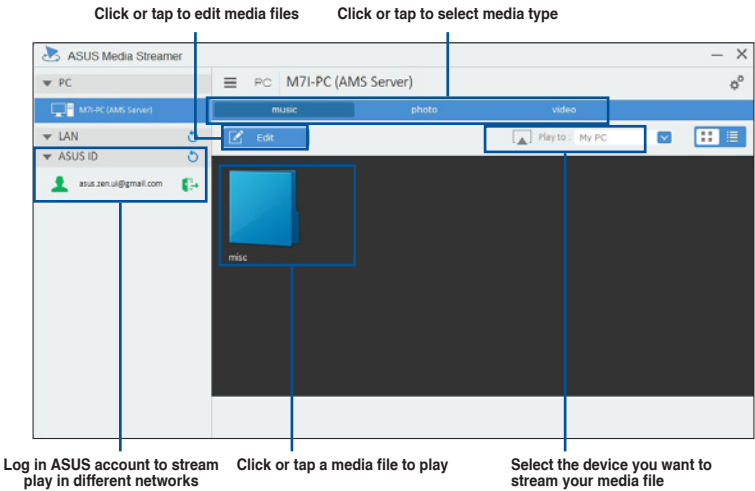 Click or tap to edit media files
Click or tap to select media type
ASUS Media Streamer
PC
PC M7I-PC (AMS Server)
M7I-PC (AMS Server)
music
photo
video
LAN
Edit
Play to : My PC
ASUS ID
asus.zen.ui@gmail.com
misc
Log in ASUS account to stream
play in different networks
Click or tap a media file to play
Select the device you want to
stream your media file